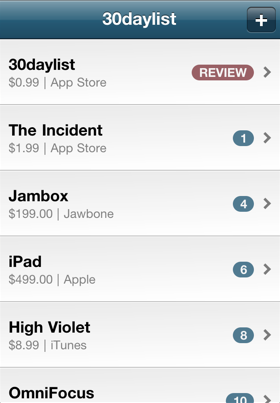 30daylist
+
30daylist
REVIEW
$0.99 | App Store
The Incident
1
$1.99 | App Store
Jambox
4
$199.00 | Jawbone
iPad
6
$499.00 | Apple
High Violet
8
$8.99 | iTunes
OmniFocus
10